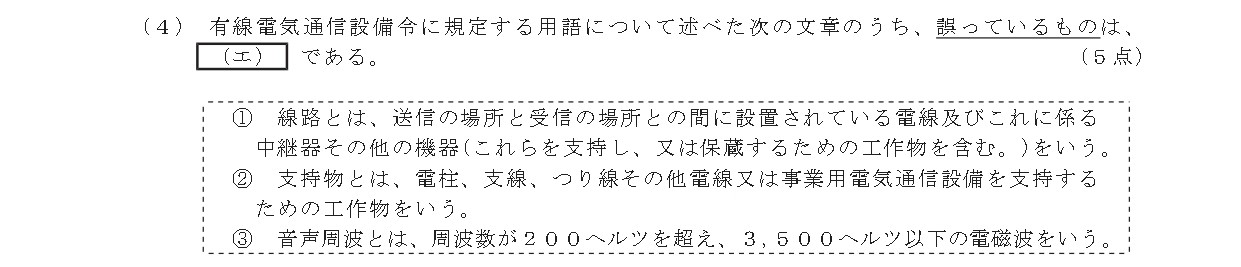 (４) 有線電気通信設備令に規定する用語について述べた次の文章のうち、誤っているものは、
(エ) である。 (５点)
① 線路とは、送信の場所と受信の場所との間に設置されている電線及びこれに係る
中継器その他の機器(これらを支持し、又は保蔵するための工作物を含む。)をいう。
② 支持物とは、電柱、支線、つり線その他電線又は事業用電気通信設備を支持する
ための工作物をいう。
③ 音声周波とは、周波数が２００ヘルツを超え、３,５００ヘルツ以下の電磁波をいう。